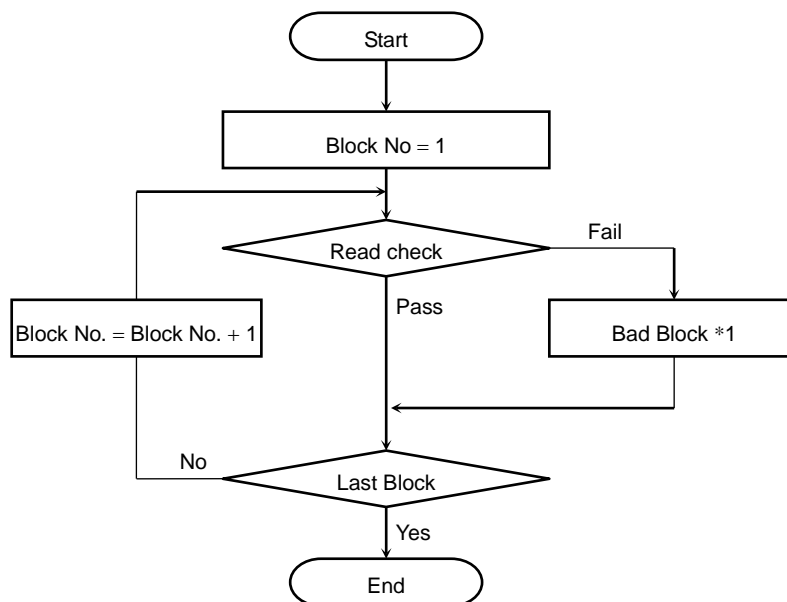 Start
Block No = 1
Read check
Fail
Pass
Block No. = Block No. + 1
Bad Block *1
No
Last Block
Yes
End